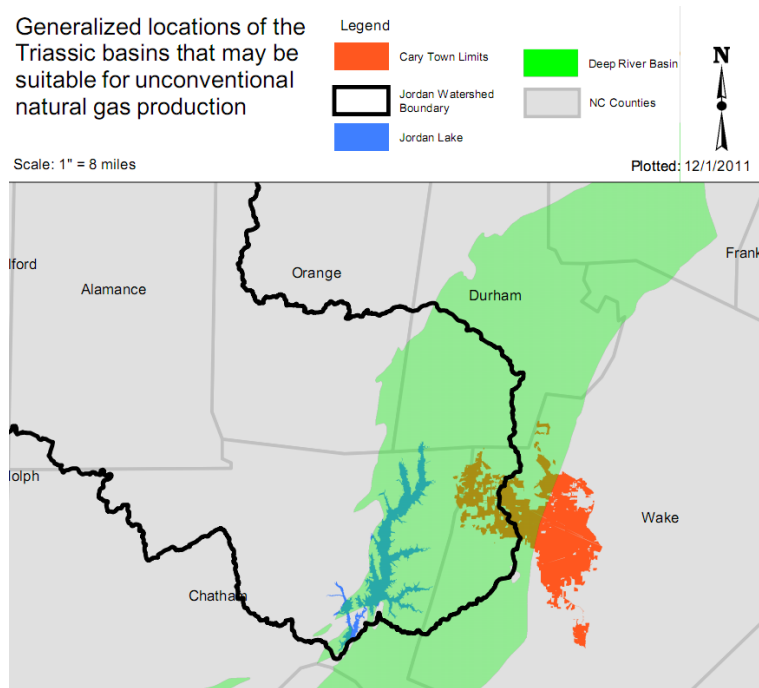 Generalized locations of the
Triassic basins that may be
suitable for unconventional
natural gas production
Scale: 1" = 8 miles
Legend
Cary Town Limits
Jordan Watershed
Boundary
Jordan Lake
Deep River Basin
NC Counties
N
Plotted: 12/1/2011
lford
Alamance
Orange
Durham
Frank
dolph
Wake
Chatham